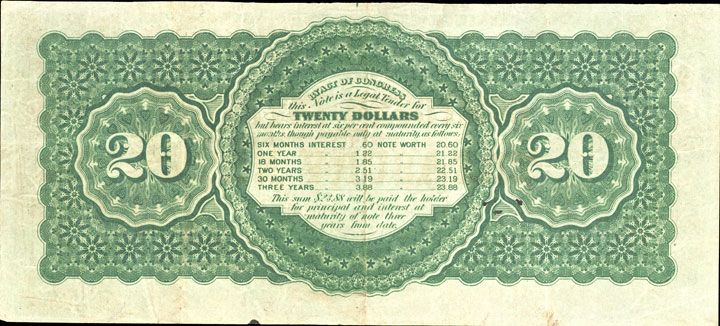 BY ACT OF CONGRESS
this Note is a Legal Tender for
TWENTY DOLLARS
but bears interest at six per cent compounded every six
months, though payable only at maturity as follows.
SIX MONTHS INTEREST .60 NOTE WORTH 20.60
ONE YEAR - 1.22 - - 21.22
18 MONTHS - 1.85 - - 21.85
TWO YEARS - 2.51 - - 22.51
30 MONTHS - 3.19 - - 23.19
THREE YEARS - 3.88 - - 23.88
20
20
This sum $23.88 will be paid the holder
for principal and interest at
maturity of note three
years from date.